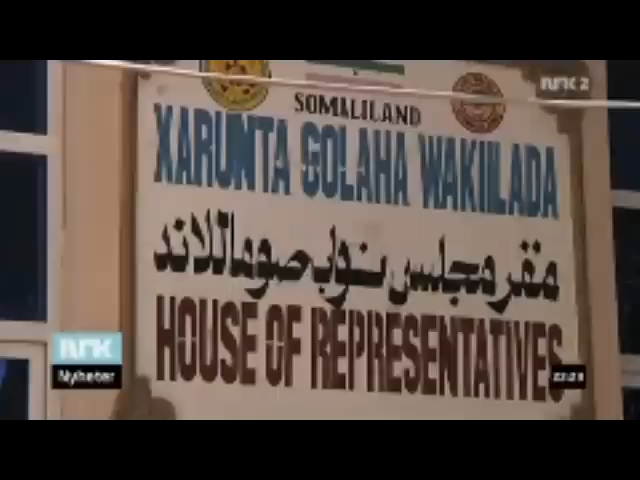 NRK 2
SOMALILAND
XARUNTA GOLAHA WAKIILADA
مقر مجلس نواب صوماللاند
HOUSE OF REPRESENTATIVES
NRK
Nyheter